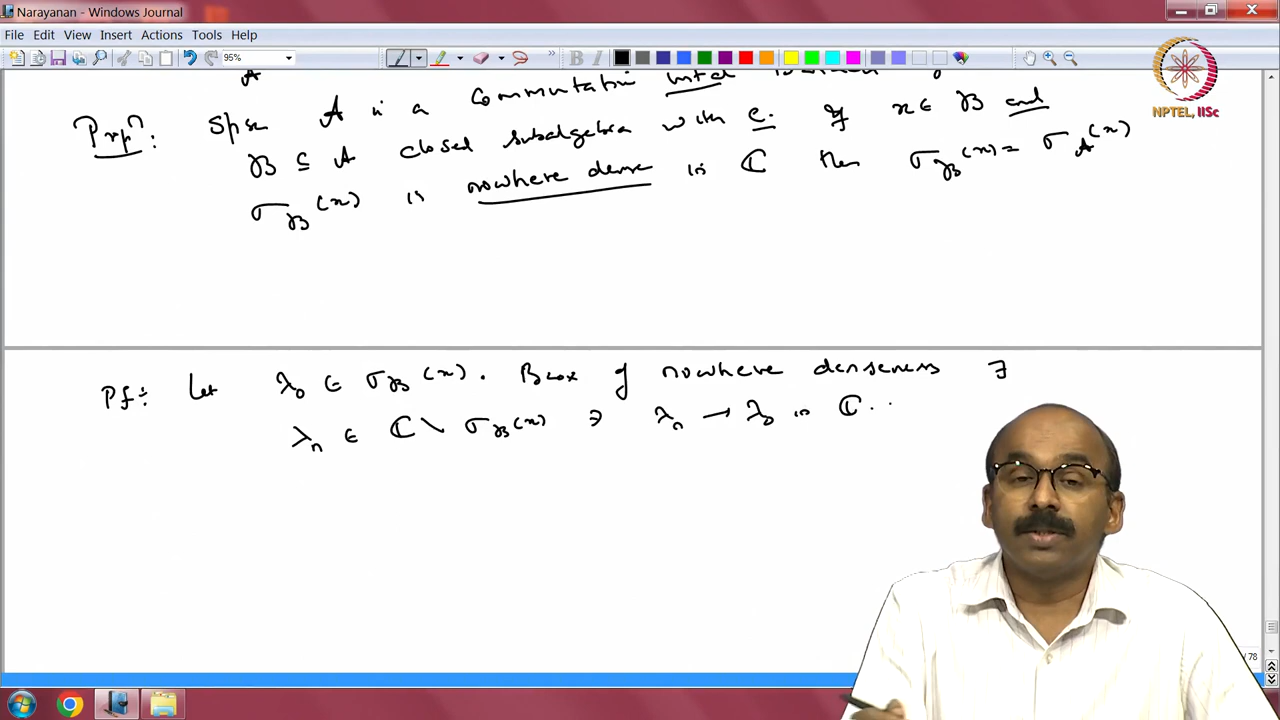 Narayanan - Windows Journal
File Edit View Insert Actions Tools Help
95%
NPTEL, IISc
A
Prpn: Spse A is a Commutative unital
B ⊆ A closed subalgebra with e. If x ∈ B and
σ_B(x) is nowhere dense in ℂ then σ_B(x) = σ_A(x)
Pf: Let λ₀ ∈ σ_B(x). Becox of nowhere denseness ∃
λₙ ∈ ℂ \ σ_B(x) ∋ λₙ → λ₀ in ℂ.
/ 78